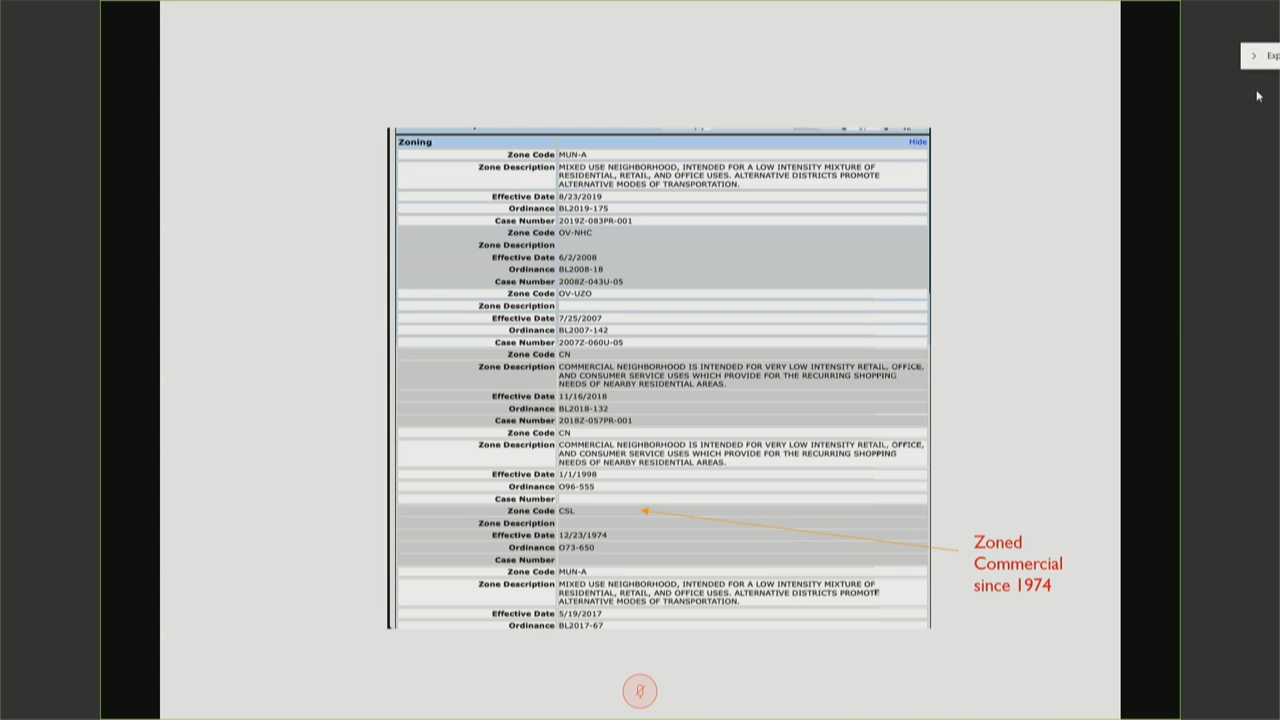 Exp
Zoning Hide
Zone Code MUN-A
Zone Description MIXED USE NEIGHBORHOOD, INTENDED FOR A LOW INTENSITY MIXTURE OF
RESIDENTIAL, RETAIL, AND OFFICE USES. ALTERNATIVE DISTRICTS PROMOTE
ALTERNATIVE MODES OF TRANSPORTATION.
Effective Date 8/23/2019
Ordinance BL2019-175
Case Number 2019Z-083PR-001
Zone Code OV-NHC
Zone Description
Effective Date 6/2/2008
Ordinance BL2008-18
Case Number 2008Z-043U-05
Zone Code OV-UZO
Zone Description
Effective Date 7/25/2007
Ordinance BL2007-142
Case Number 2007Z-060U-05
Zone Code CN
Zone Description COMMERCIAL NEIGHBORHOOD IS INTENDED FOR VERY LOW INTENSITY RETAIL, OFFICE,
AND CONSUMER SERVICE USES WHICH PROVIDE FOR THE RECURRING SHOPPING
NEEDS OF NEARBY RESIDENTIAL AREAS.
Effective Date 11/16/2018
Ordinance BL2018-132
Case Number 2018Z-057PR-001
Zone Code CN
Zone Description COMMERCIAL NEIGHBORHOOD IS INTENDED FOR VERY LOW INTENSITY RETAIL, OFFICE,
AND CONSUMER SERVICE USES WHICH PROVIDE FOR THE RECURRING SHOPPING
NEEDS OF NEARBY RESIDENTIAL AREAS.
Effective Date 1/1/1998
Ordinance O96-555
Case Number
Zone Code CSL
Zone Description
Effective Date 12/23/1974
Ordinance O73-650
Case Number
Zone Code MUN-A
Zone Description MIXED USE NEIGHBORHOOD, INTENDED FOR A LOW INTENSITY MIXTURE OF
RESIDENTIAL, RETAIL, AND OFFICE USES. ALTERNATIVE DISTRICTS PROMOTE
ALTERNATIVE MODES OF TRANSPORTATION.
Effective Date 5/19/2017
Ordinance BL2017-67
Zoned
Commercial
since 1974